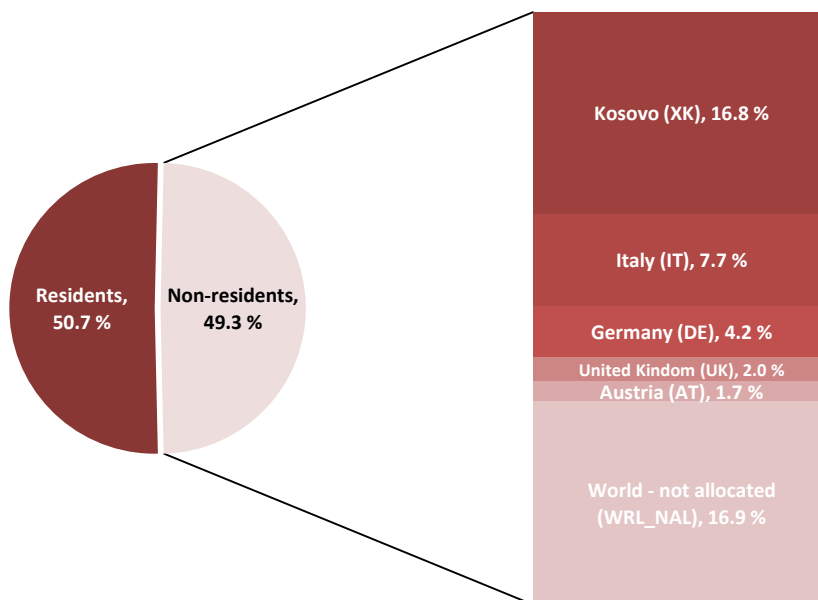 Residents,
50.7 %
Non-residents,
49.3 %
Kosovo (XK), 16.8 %
Italy (IT), 7.7 %
Germany (DE), 4.2 %
United Kindom (UK), 2.0 %
Austria (AT), 1.7 %
World - not allocated
(WRL_NAL), 16.9 %